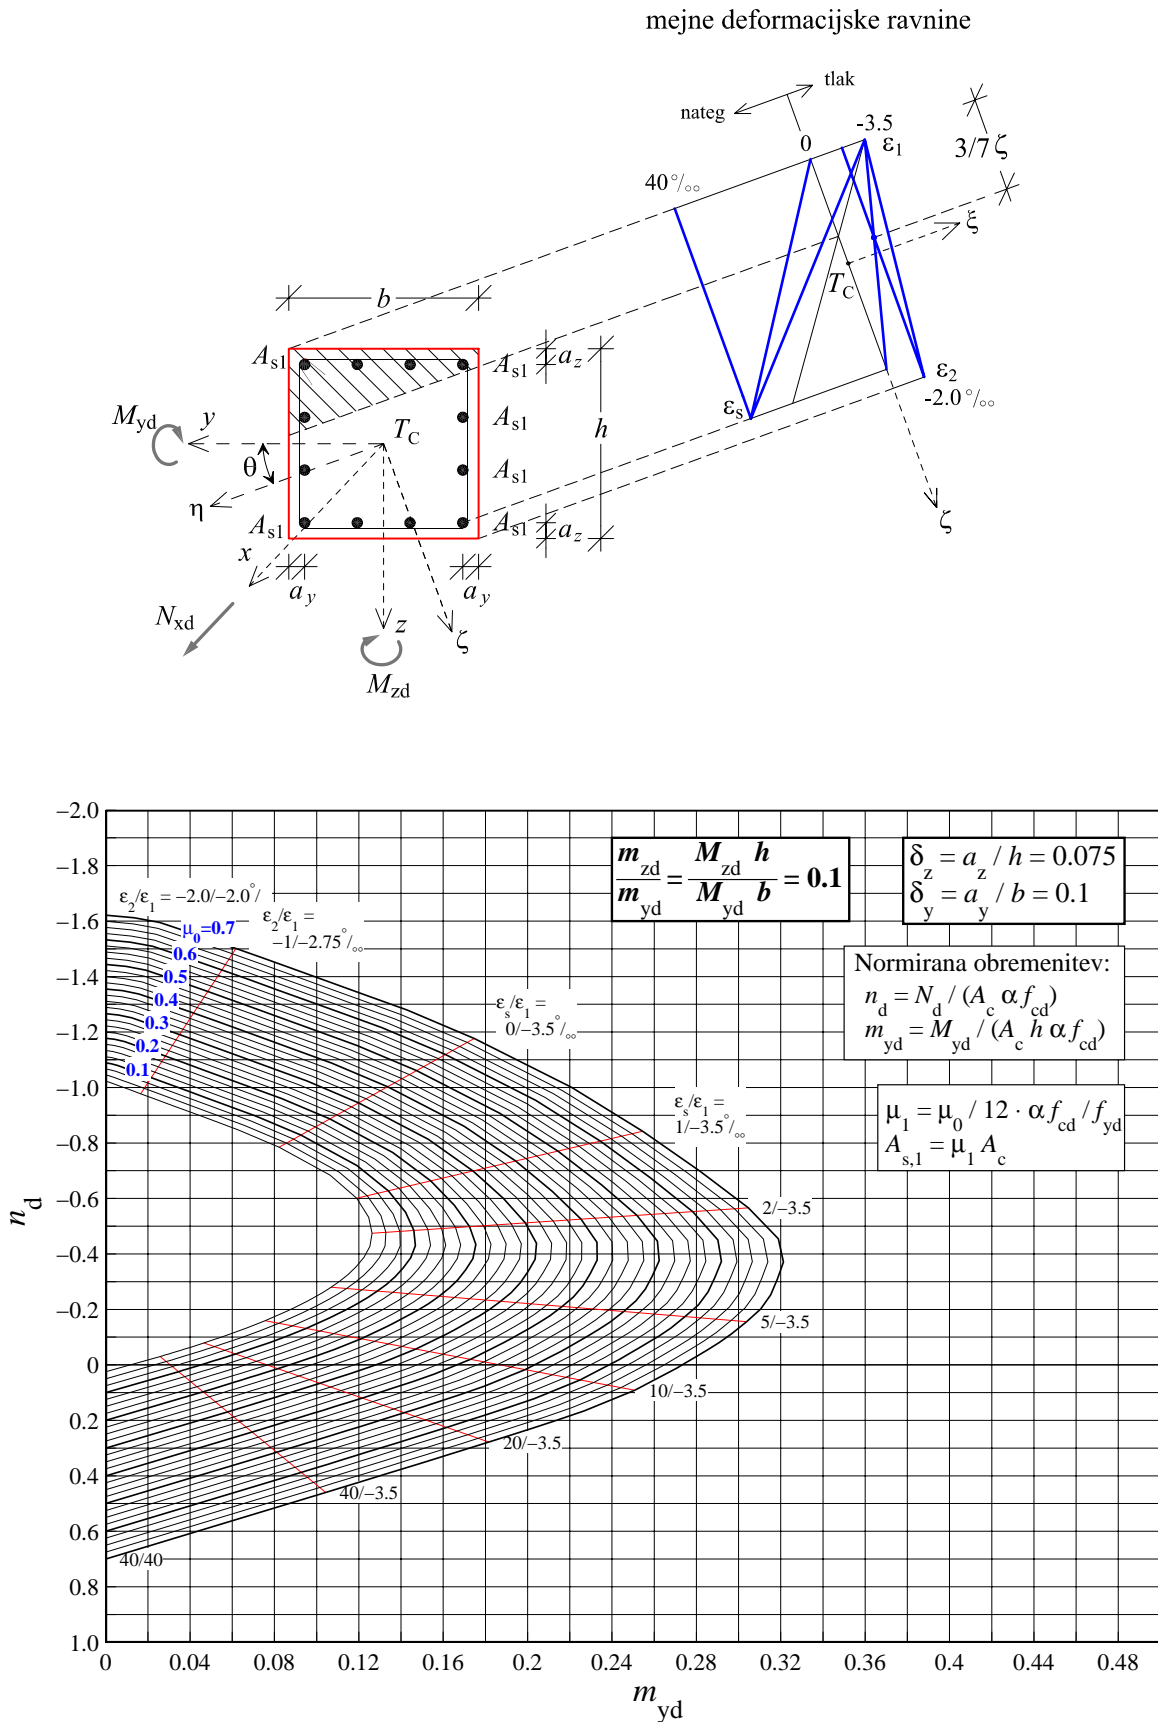 mejne deformacijske ravnine
tlak
nateg
0
-3.5
ε1
3/7 ζ
40 °/∞
ξ
TC
εs
ε2
-2.0 °/∞
ζ
b
As1
As1
az
Myd
y
As1
TC
h
θ
As1
η
As1
As1
az
x
ay
ay
Nxd
z
ζ
Mzd
−2.0
−1.8
−1.6
−1.4
−1.2
−1.0
−0.8
−0.6
−0.4
−0.2
0
0.2
0.4
0.6
0.8
1.0
nd
mzd / myd = Mzd h / Myd b = 0.1
δz = az / h = 0.075
δy = ay / b = 0.1
ε2/ε1 = −2.0/−2.0°/
μ0=0.7
0.6
0.5
0.4
0.3
0.2
0.1
ε2/ε1 =
−1/−2.75°/∞
εs/ε1 =
0/−3.5°/∞
εs/ε1 =
1/−3.5°/∞
2/−3.5
5/−3.5
10/−3.5
20/−3.5
40/−3.5
40/40
Normirana obremenitev:
nd = Nd / (Ac α fcd)
myd = Myd / (Ac h α fcd)
μ1 = μ0 / 12 · α fcd / fyd
As,1 = μ1 Ac
0 0.04 0.08 0.12 0.16 0.2 0.24 0.28 0.32 0.36 0.4 0.44 0.48
myd